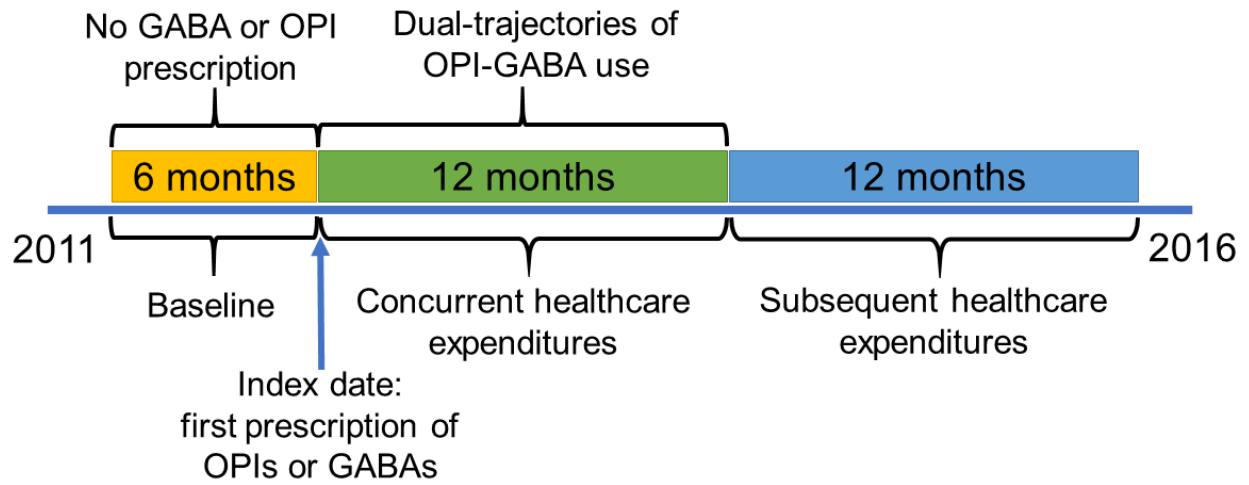 No GABA or OPI
prescription
Dual-trajectories of
OPI-GABA use
6 months
12 months
12 months
2011
2016
Baseline
Concurrent healthcare
expenditures
Subsequent healthcare
expenditures
Index date:
first prescription of
OPIs or GABAs